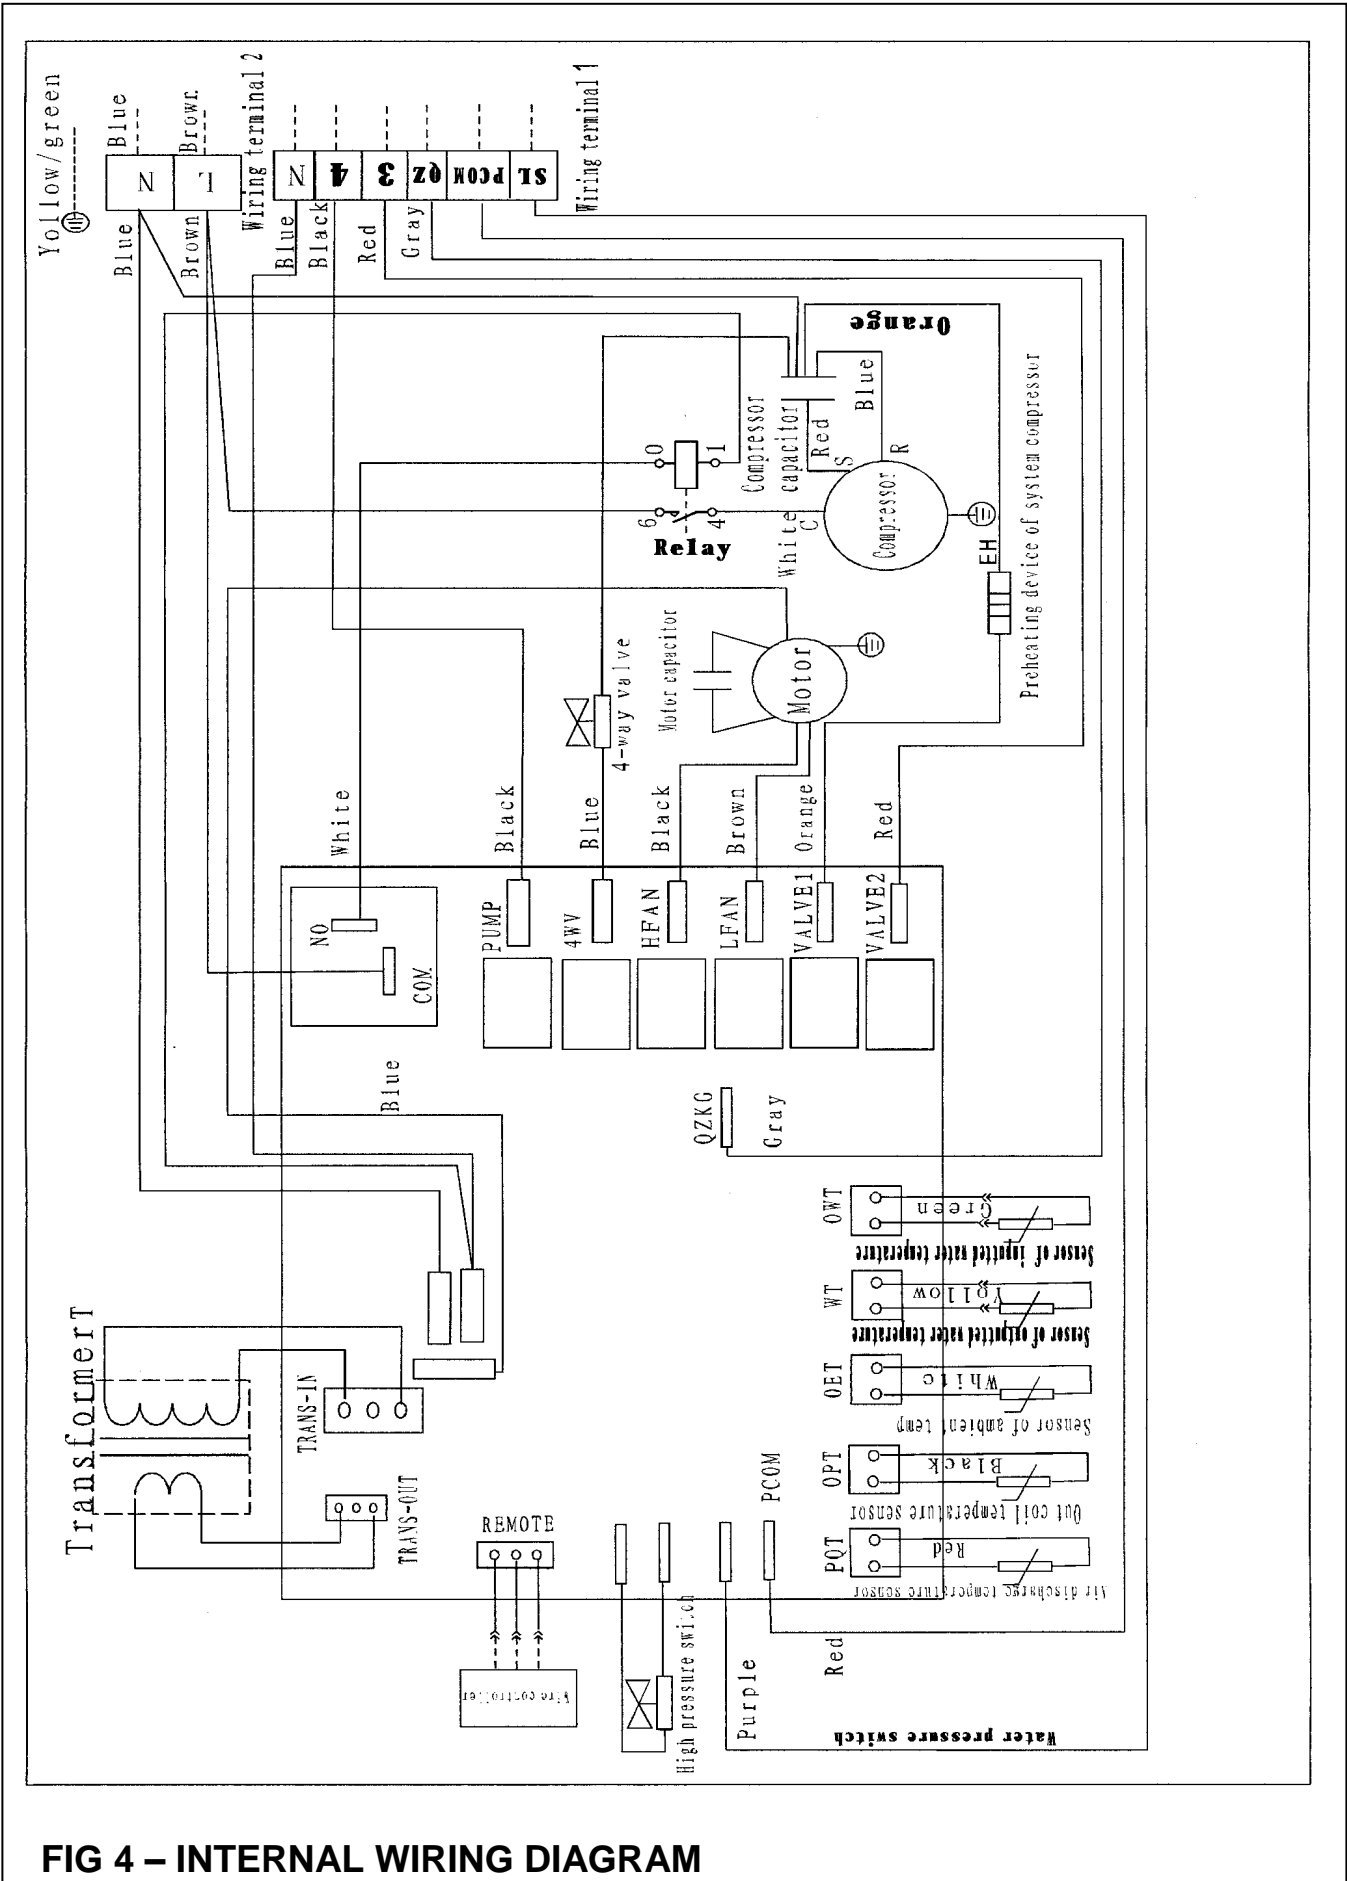 Yollow/green
Blue
Brown
N
L
Wiring terminal 2
Blue
Brown
N
4
3
QZ
PCOM
SL
Wiring terminal 1
Blue
Black
Red
Gray
Orange
Compressor
capacitor
Red
Blue
S
R
C
Compressor
White
0
1
6
4
Relay
EH
Preheating device of system compressor
4-way valve
Motor capacitor
Motor
White
Black
Blue
Black
Brown
Orange
Red
NO
COM
PUMP
4WV
HFAN
LFAN
VALVE1
VALVE2
Blue
QZKG
Gray
TransformerT
TRANS-IN
TRANS-OUT
REMOTE
Wire controller
High pressure switch
Purple
PCOM
Red
Water pressure switch
OWT
Green
Sensor of inputted water temperature
WT
Yellow
Sensor of outputted water temperature
OET
White
Sensor of ambient temp
OPT
Black
Out coil temperature sensor
PQT
Red
Air discharge temperature sensor
FIG 4 – INTERNAL WIRING DIAGRAM